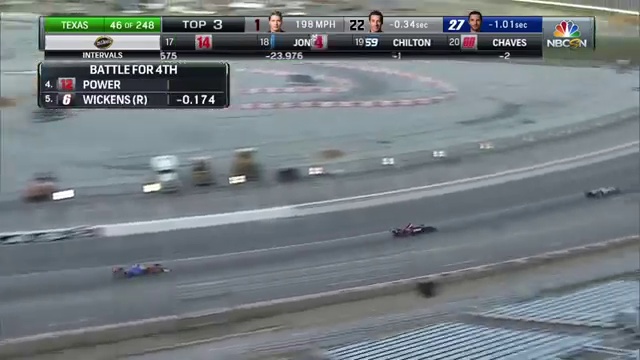 TEXAS 46 OF 248 TOP 3 1 198 MPH 22 -0.34sec 27 -1.01sec
17 14 18 JON 4 19 59 CHILTON 20 88 CHAVES NBCSN
INTERVALS 575 -23.976 -1 -2
BATTLE FOR 4TH
4. 12 POWER
5. 6 WICKENS (R) -0.174